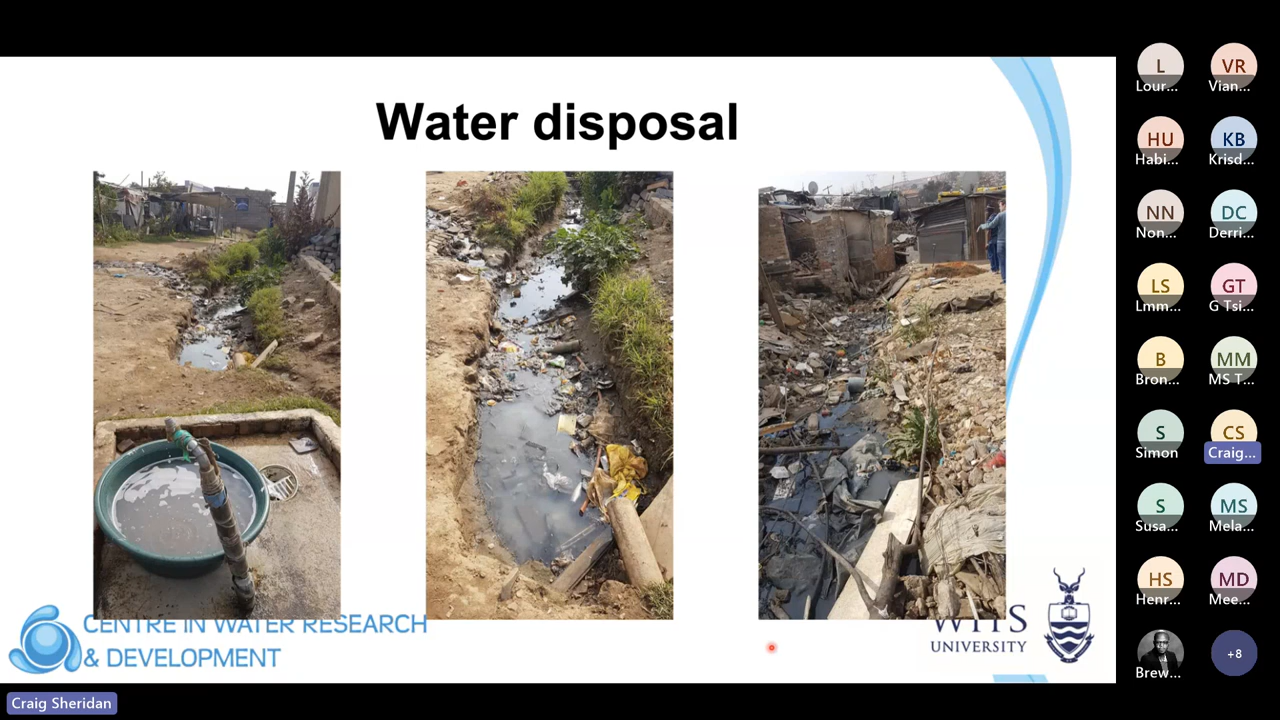 Water disposal
CENTRE IN WATER RESEARCH
& DEVELOPMENT
WITS
UNIVERSITY
Craig Sheridan
L
Lour...
VR
Vian...
HU
Habi...
KB
Krisd...
NN
Non...
DC
Derri...
LS
Lmm...
GT
G Tsi...
B
Bron...
MM
MS T...
S
Simon
CS
Craig...
S
Susa...
MS
Mela...
HS
Henr...
MD
Mee...
Brew...
+8